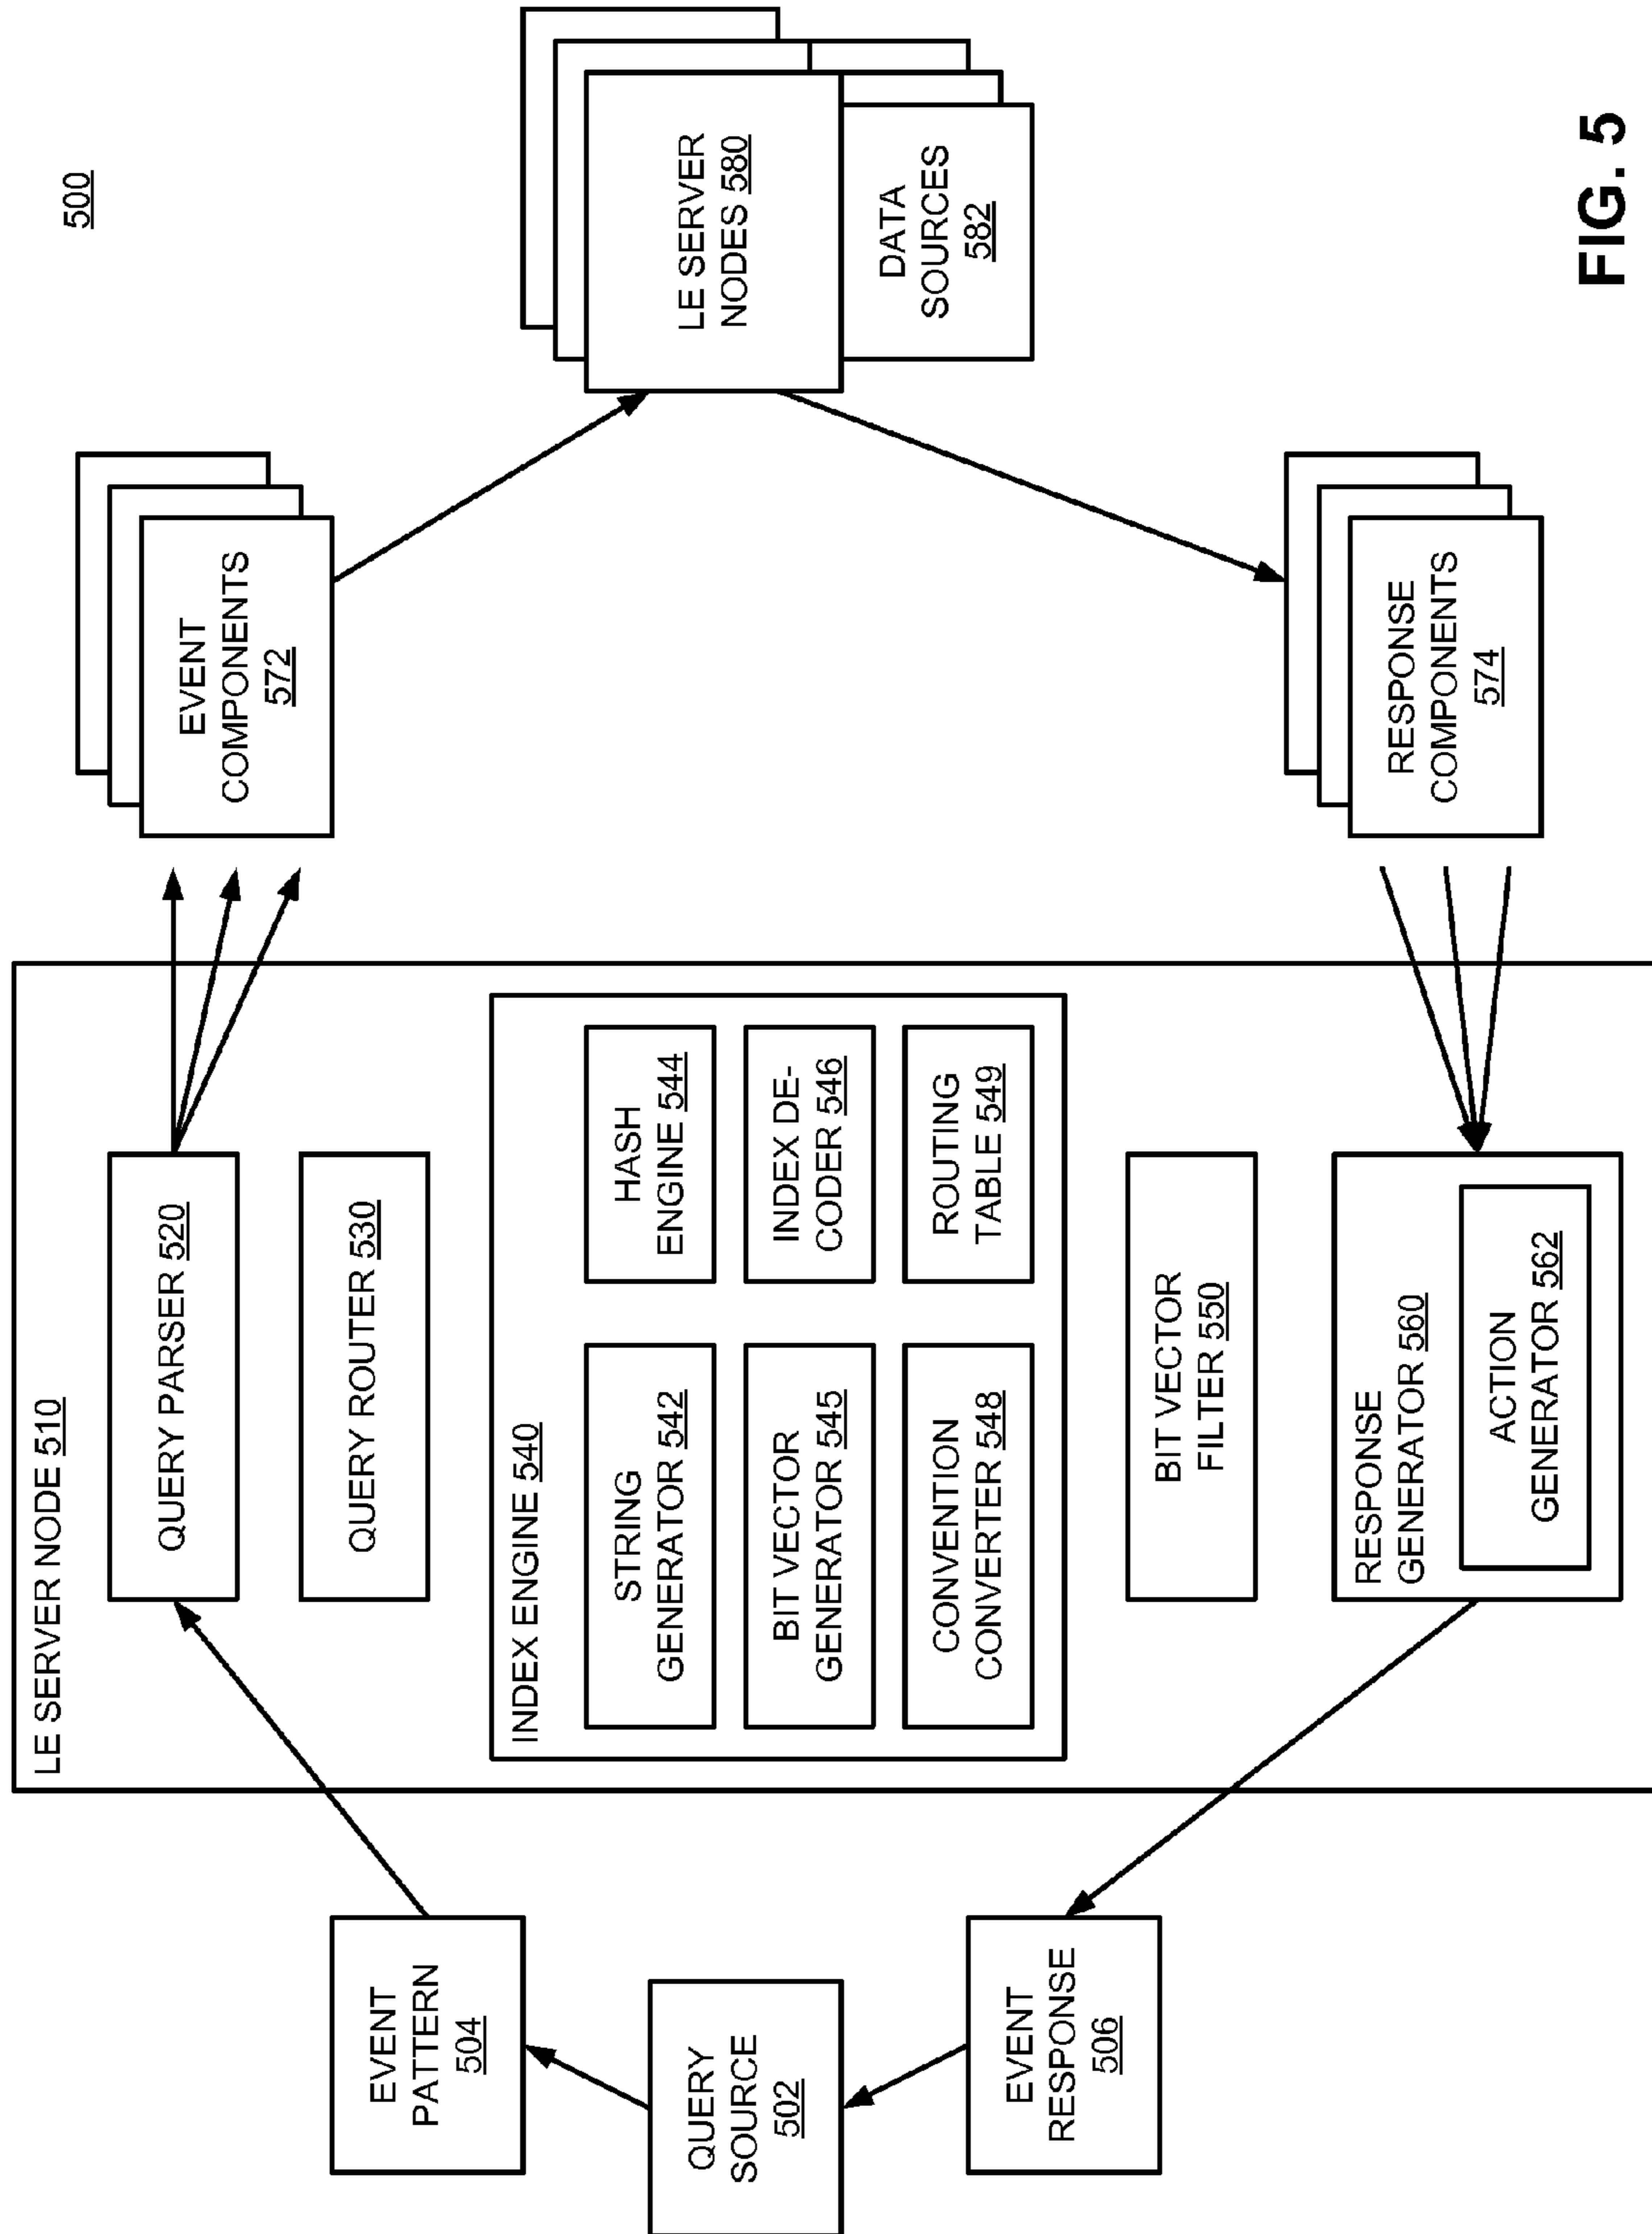 500
LE SERVER NODE 510
QUERY PARSER 520
QUERY ROUTER 530
INDEX ENGINE 540
STRING
GENERATOR 542
HASH
ENGINE 544
BIT VECTOR
GENERATOR 545
INDEX DE-
CODER 546
CONVENTION
CONVERTER 548
ROUTING
TABLE 549
BIT VECTOR
FILTER 550
RESPONSE
GENERATOR 560
ACTION
GENERATOR 562
EVENT
PATTERN
504
QUERY
SOURCE
502
EVENT
RESPONSE
506
EVENT
COMPONENTS
572
LE SERVER
NODES 580
DATA
SOURCES
582
RESPONSE
COMPONENTS
574
FIG. 5